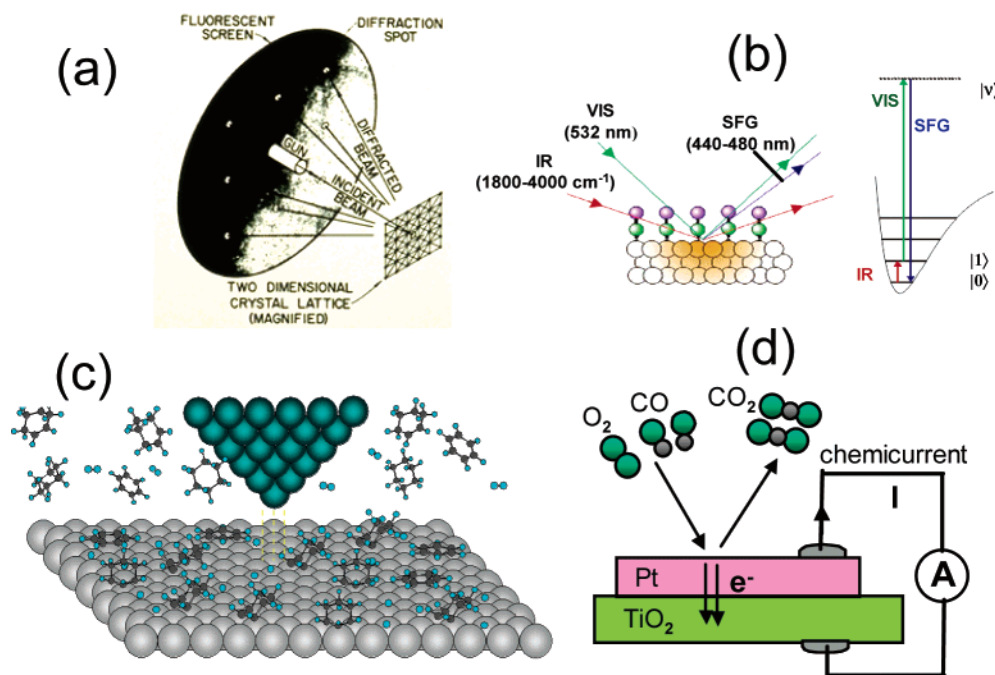 (a)
FLUORESCENT
SCREEN
DIFFRACTION
SPOT
GUN
DIFFRACTED
BEAM
INCIDENT
BEAM
TWO DIMENSIONAL
CRYSTAL LATTICE
(MAGNIFIED)
(b)
VIS
(532 nm)
SFG
(440-480 nm)
IR
(1800-4000 cm⁻¹)
VIS
SFG
|ν⟩
IR
|1⟩
|0⟩
(c)
(d)
O₂
CO
CO₂
chemicurrent
I
Pt
e⁻
A
TiO₂